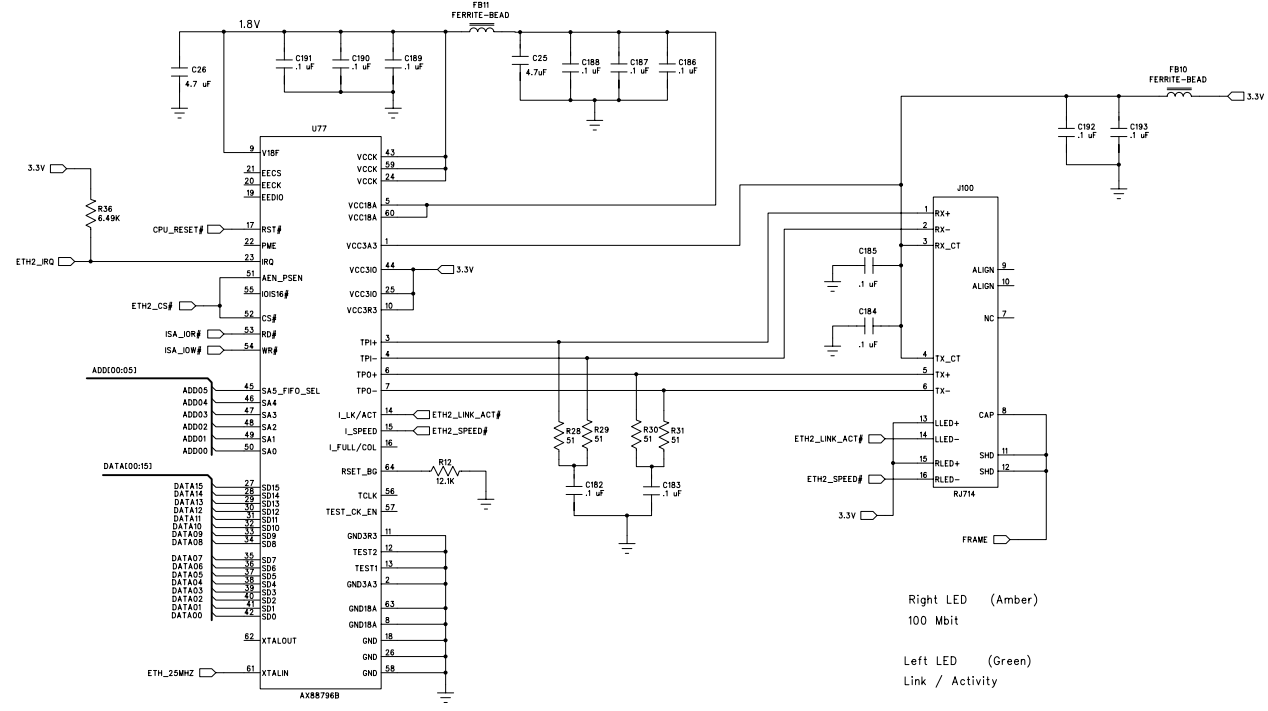 FB11
FERRITE-BEAD
1.8V
C26
4.7 uF
C191
.1 uF
C190
.1 uF
C189
.1 uF
C25
4.7uF
C188
.1 uF
C187
.1 uF
C186
.1 uF
FB10
FERRITE-BEAD
3.3V
C192
.1 uF
C193
.1 uF
U77
3.3V
R36
6.49K
CPU_RESET#
ETH2_IRQ
ETH2_CS#
ISA_IOR#
ISA_IOW#
ADD[00:05]
ADD05
ADD04
ADD03
ADD02
ADD01
ADD00
DATA[00:15]
DATA15
DATA14
DATA13
DATA12
DATA11
DATA10
DATA09
DATA08
DATA07
DATA06
DATA05
DATA04
DATA03
DATA02
DATA01
DATA00
ETH_25MHZ
9 V18F
21 EECS
20 EECK
19 EEDIO
17 RST#
22 PME
23 IRQ
51 AEN_PSEN
55 IOIS16#
52 CS#
53 RD#
54 WR#
45 SA5_FIFO_SEL
46 SA4
47 SA3
48 SA2
49 SA1
50 SA0
27 SD15
28 SD14
29 SD13
30 SD12
31 SD11
32 SD10
33 SD9
34 SD8
35 SD7
36 SD6
37 SD5
38 SD4
39 SD3
40 SD2
41 SD1
42 SD0
62 XTALOUT
61 XTALIN
VCCK 43
VCCK 59
VCCK 24
VCC18A 5
VCC18A 60
VCC3A3 1
VCC3IO 44
3.3V
VCC3IO 25
VCC3R3 10
TPI+ 3
TPI- 4
TPO+ 6
TPO- 7
I_LK/ACT 14 ETH2_LINK_ACT#
I_SPEED 15 ETH2_SPEED#
I_FULL/COL 16
RSET_BG 64
R12
12.1K
TCLK 56
TEST_CK_EN 57
GND3R3 11
TEST2 12
TEST1 13
GND3A3 2
GND18A 63
GND18A 8
GND 18
GND 26
GND 58
AX88796B
R28
51
R29
51
R30
51
R31
51
C182
.1 uF
C183
.1 uF
C185
.1 uF
C184
.1 uF
J100
1 RX+
2 RX-
3 RX_CT
4 TX_CT
5 TX+
6 TX-
13 LLED+
ETH2_LINK_ACT# 14 LLED-
15 RLED+
ETH2_SPEED# 16 RLED-
ALIGN 9
ALIGN 10
NC 7
CAP 8
SHD 11
SHD 12
RJ714
3.3V
FRAME
Right LED (Amber)
100 Mbit
Left LED (Green)
Link / Activity